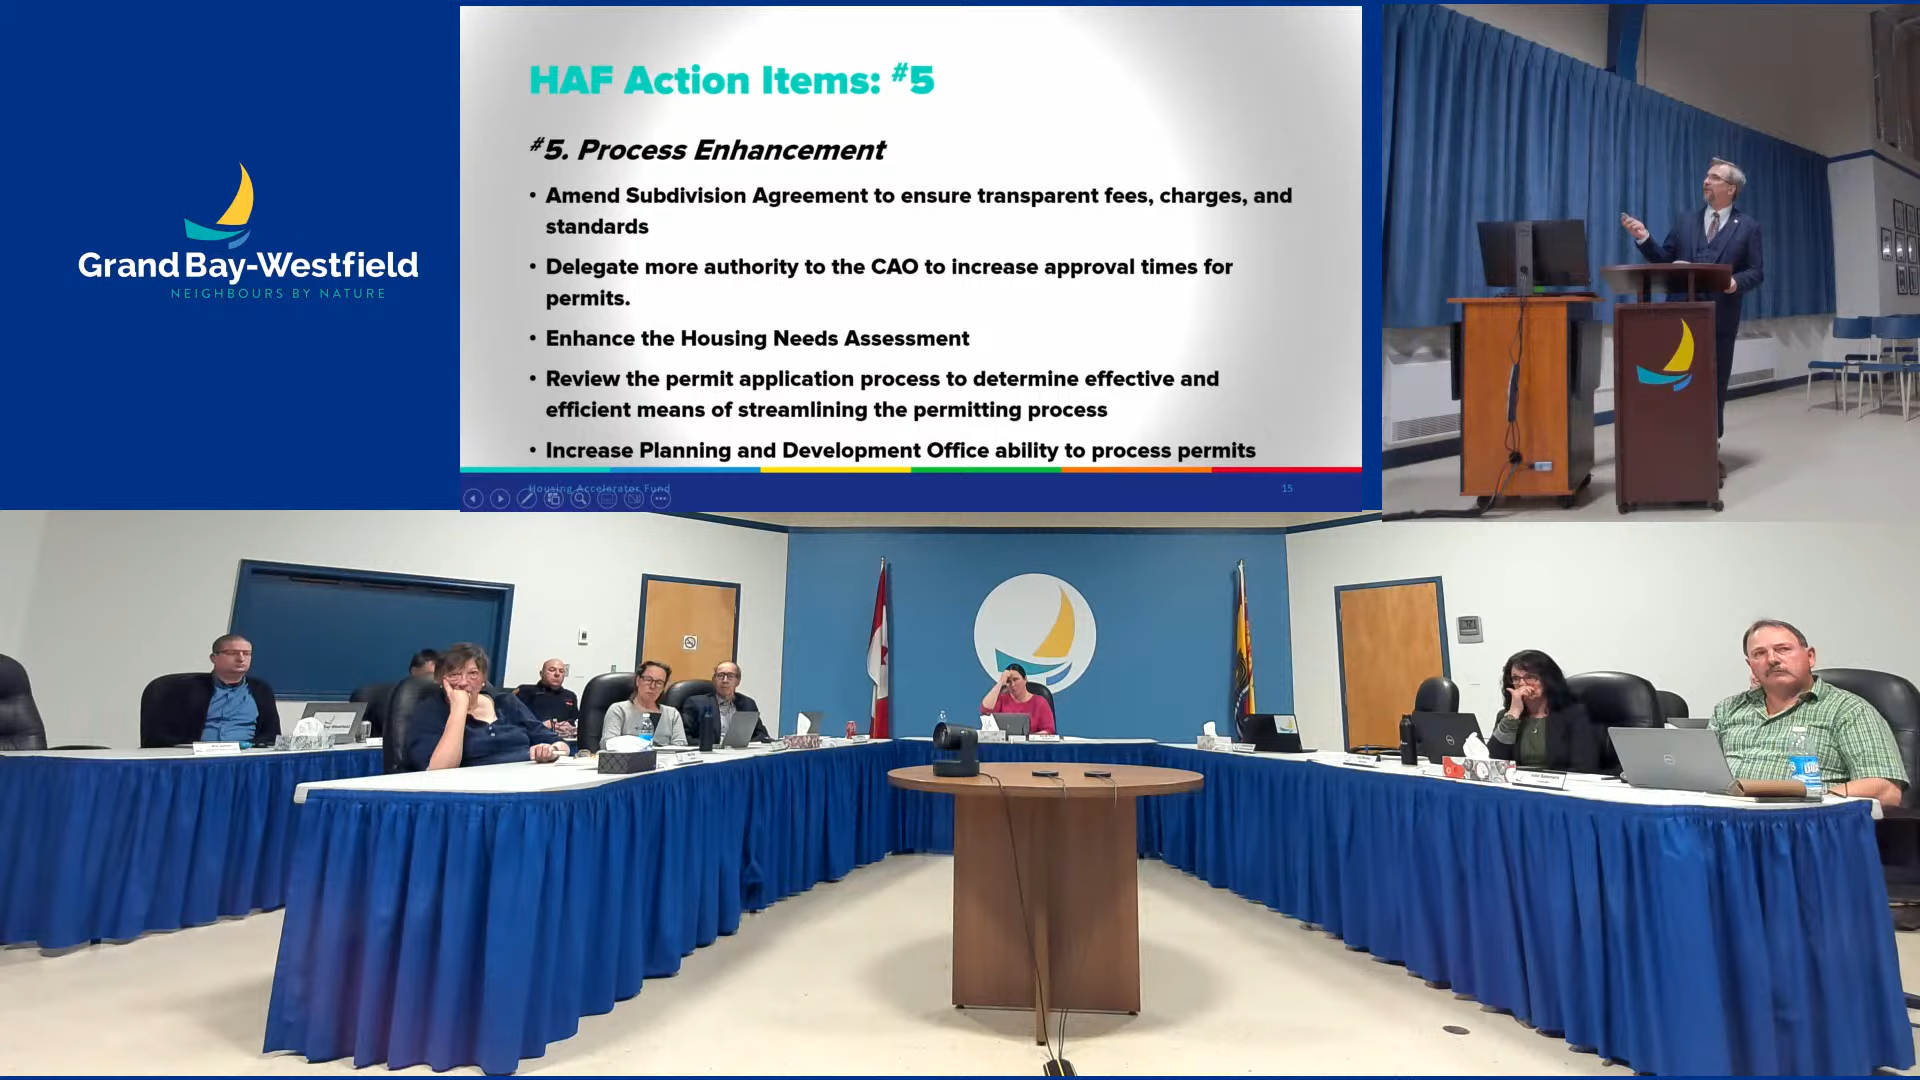 HAF Action Items: #5
#5. Process Enhancement
• Amend Subdivision Agreement to ensure transparent fees, charges, and
standards
• Delegate more authority to the CAO to increase approval times for
permits.
• Enhance the Housing Needs Assessment
• Review the permit application process to determine effective and
efficient means of streamlining the permitting process
• Increase Planning and Development Office ability to process permits
Housing Accelerator Fund
15
Grand Bay-Westfield
NEIGHBOURS BY NATURE